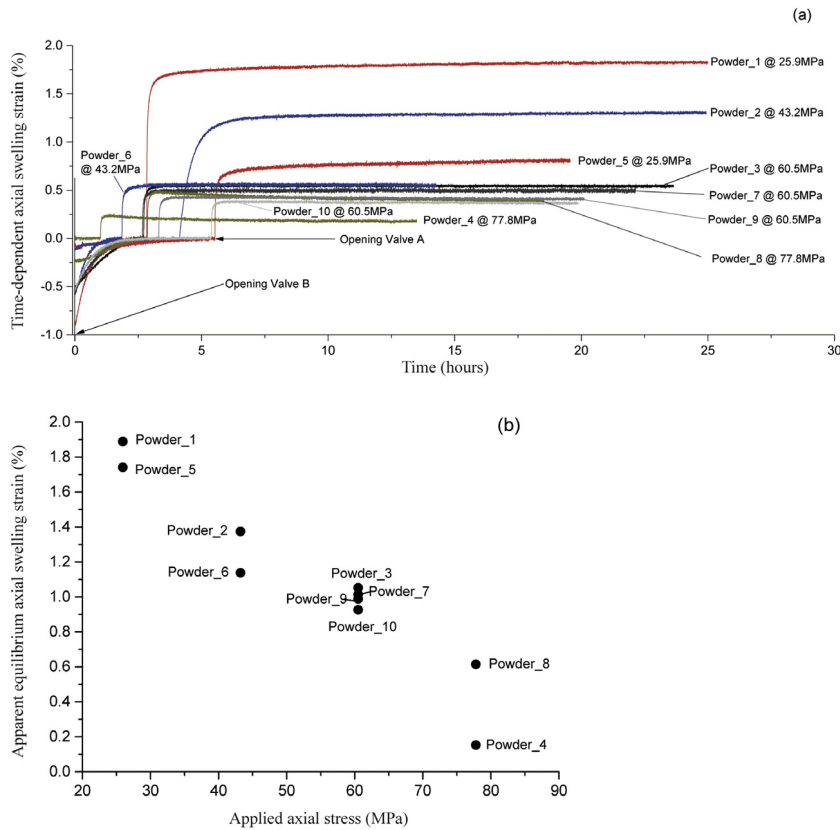 (a)
Time-dependent axial swelling strain (%)
2.0
1.5
1.0
0.5
0.0
-0.5
-1.0
Powder_1 @ 25.9MPa
Powder_2 @ 43.2MPa
Powder_6
@ 43.2MPa
Powder_5 @ 25.9MPa
Powder_3 @ 60.5MPa
Powder_7 @ 60.5MPa
Powder_10 @ 60.5MPa
Powder_4 @ 77.8MPa
Powder_9 @ 60.5MPa
Opening Valve A
Powder_8 @ 77.8MPa
Opening Valve B
0 5 10 15 20 25 30
Time (hours)
(b)
Apparent equilibrium axial swelling strain (%)
2.0
1.8
1.6
1.4
1.2
1.0
0.8
0.6
0.4
0.2
0.0
Powder_1
Powder_5
Powder_2
Powder_6
Powder_3
Powder_7
Powder_9
Powder_10
Powder_8
Powder_4
20 30 40 50 60 70 80 90
Applied axial stress (MPa)